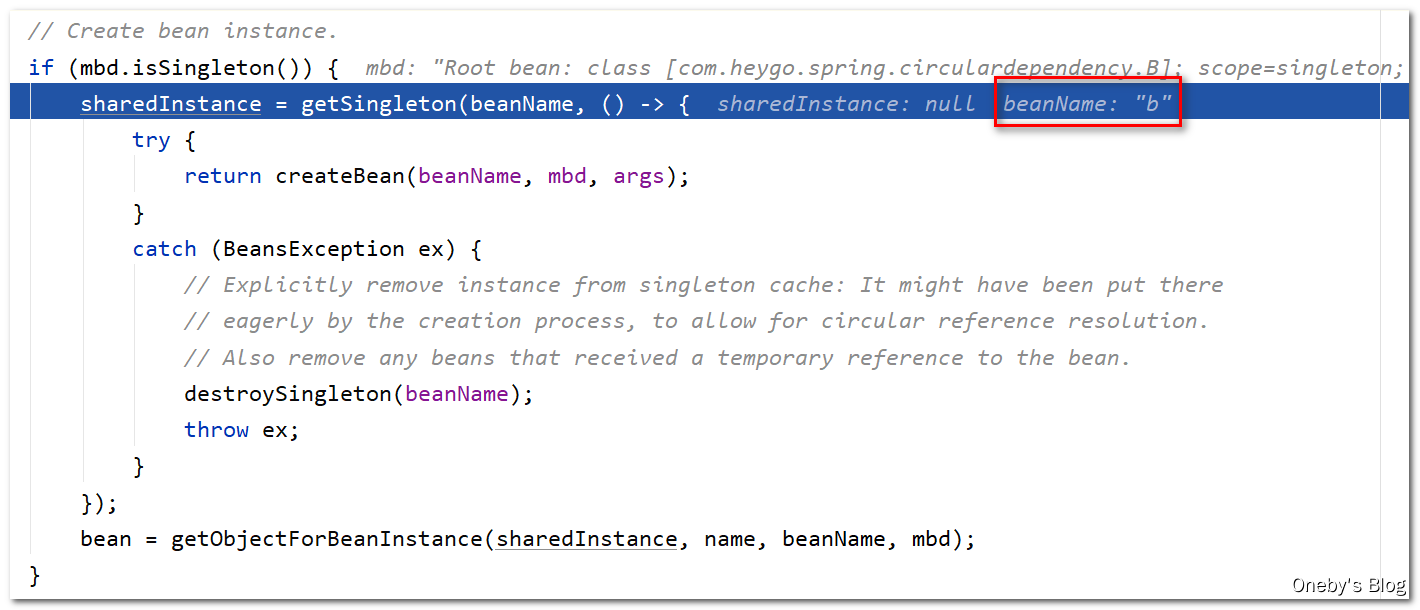 // Create bean instance.
if (mbd.isSingleton()) {  mbd: "Root bean: class [com.heygo.spring.circulardependency.B]; scope=singleton;
sharedInstance = getSingleton(beanName, () -> {  sharedInstance: null  beanName: "b"
try {
return createBean(beanName, mbd, args);
}
catch (BeansException ex) {
// Explicitly remove instance from singleton cache: It might have been put there
// eagerly by the creation process, to allow for circular reference resolution.
// Also remove any beans that received a temporary reference to the bean.
destroySingleton(beanName);
throw ex;
}
});
bean = getObjectForBeanInstance(sharedInstance, name, beanName, mbd);
}
Oneby's Blog